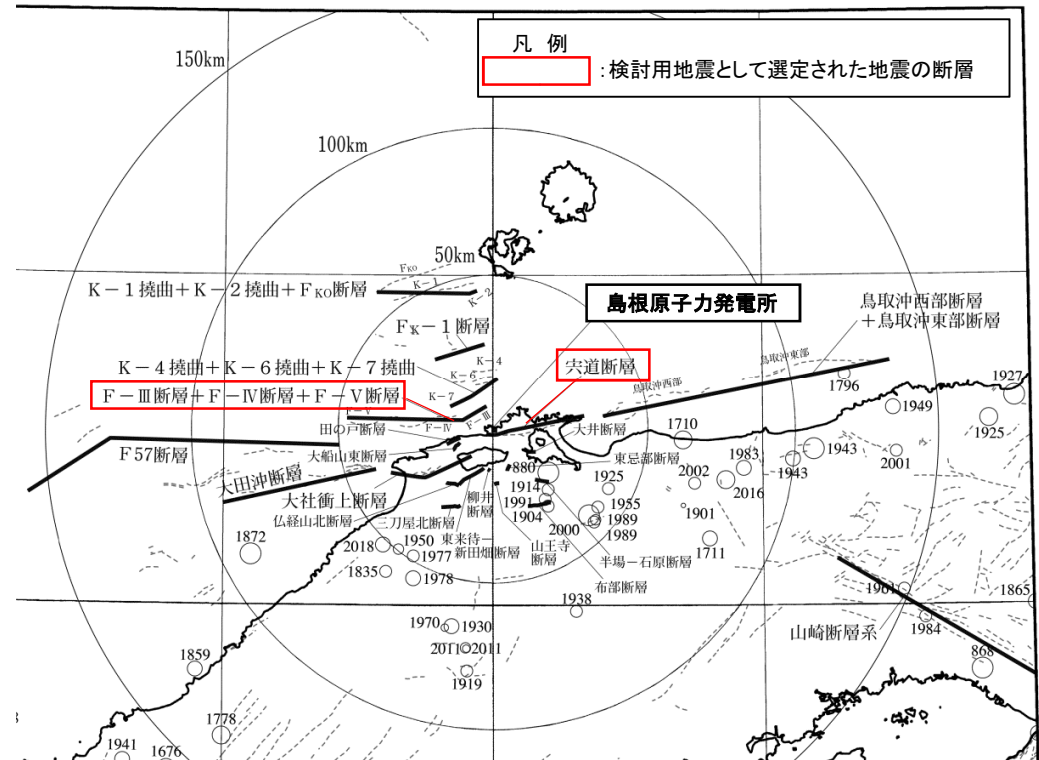 凡 例
:検討用地震として選定された地震の断層
150km
100km
50km
FKO
K-1
K-2
K-1撓曲+K-2撓曲+FKO断層
島根原子力発電所
鳥取沖西部断層
+鳥取沖東部断層
FK-1断層
K-4撓曲+K-6撓曲+K-7撓曲
K-4
K-6
K-7
宍道断層
鳥取沖東部
鳥取沖西部
1796
1927
F-Ⅲ断層+F-Ⅳ断層+F-Ⅴ断層
F-Ⅴ
F-Ⅳ
F-Ⅲ
1949
1925
田の戸断層
大井断層
1710
F57断層
大船山東断層
東忌部断層
880
1983
1943
1943
2001
大田沖断層
大社衝上断層
1914
1925
2002
2016
仏経山北断層
柳井
断層
1991
1904
1955
1989
1989
2000
1901
三刀屋北断層
東来待-
新田畑断層
山王寺
断層
半場-石原断層
布部断層
1872
2018
1950
1977
1711
1835
1978
1938
1961
1865
1970
1930
山崎断層系
1984
2011
2011
868
1859
1919
1778
1941
1676